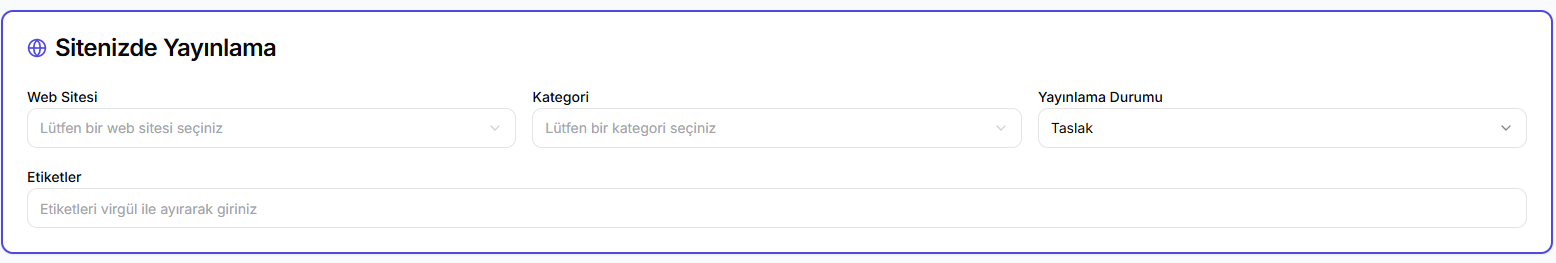 Sitenizde Yayınlama
Web Sitesi
Kategori
Yayınlama Durumu
Lütfen bir web sitesi seçiniz
Lütfen bir kategori seçiniz
Taslak
Etiketler
Etiketleri virgül ile ayırarak giriniz